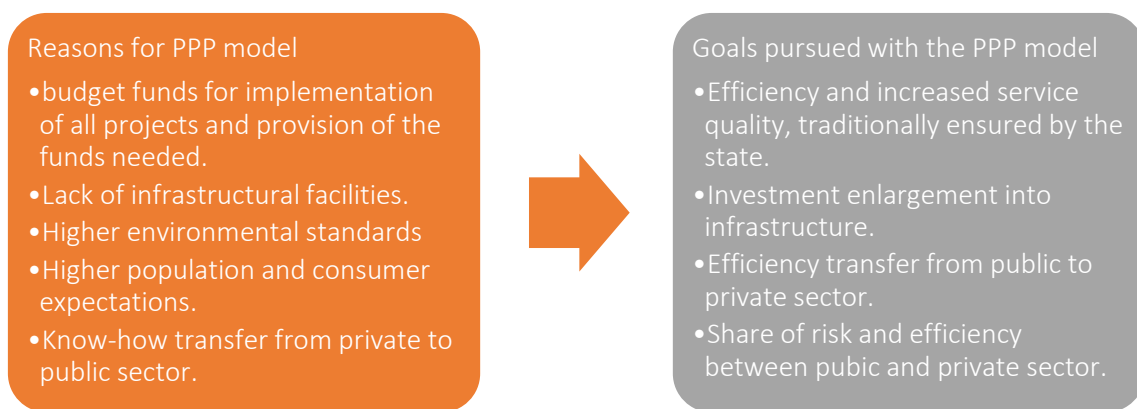 Reasons for PPP model
•budget funds for implementation
of all projects and provision of the
funds needed.
•Lack of infrastructural facilities.
•Higher environmental standards
•Higher population and consumer
expectations.
•Know-how transfer from private to
public sector.
Goals pursued with the PPP model
•Efficiency and increased service
quality, traditionally ensured by the
state.
•Investment enlargement into
infrastructure.
•Efficiency transfer from public to
private sector.
•Share of risk and efficiency
between pubic and private sector.